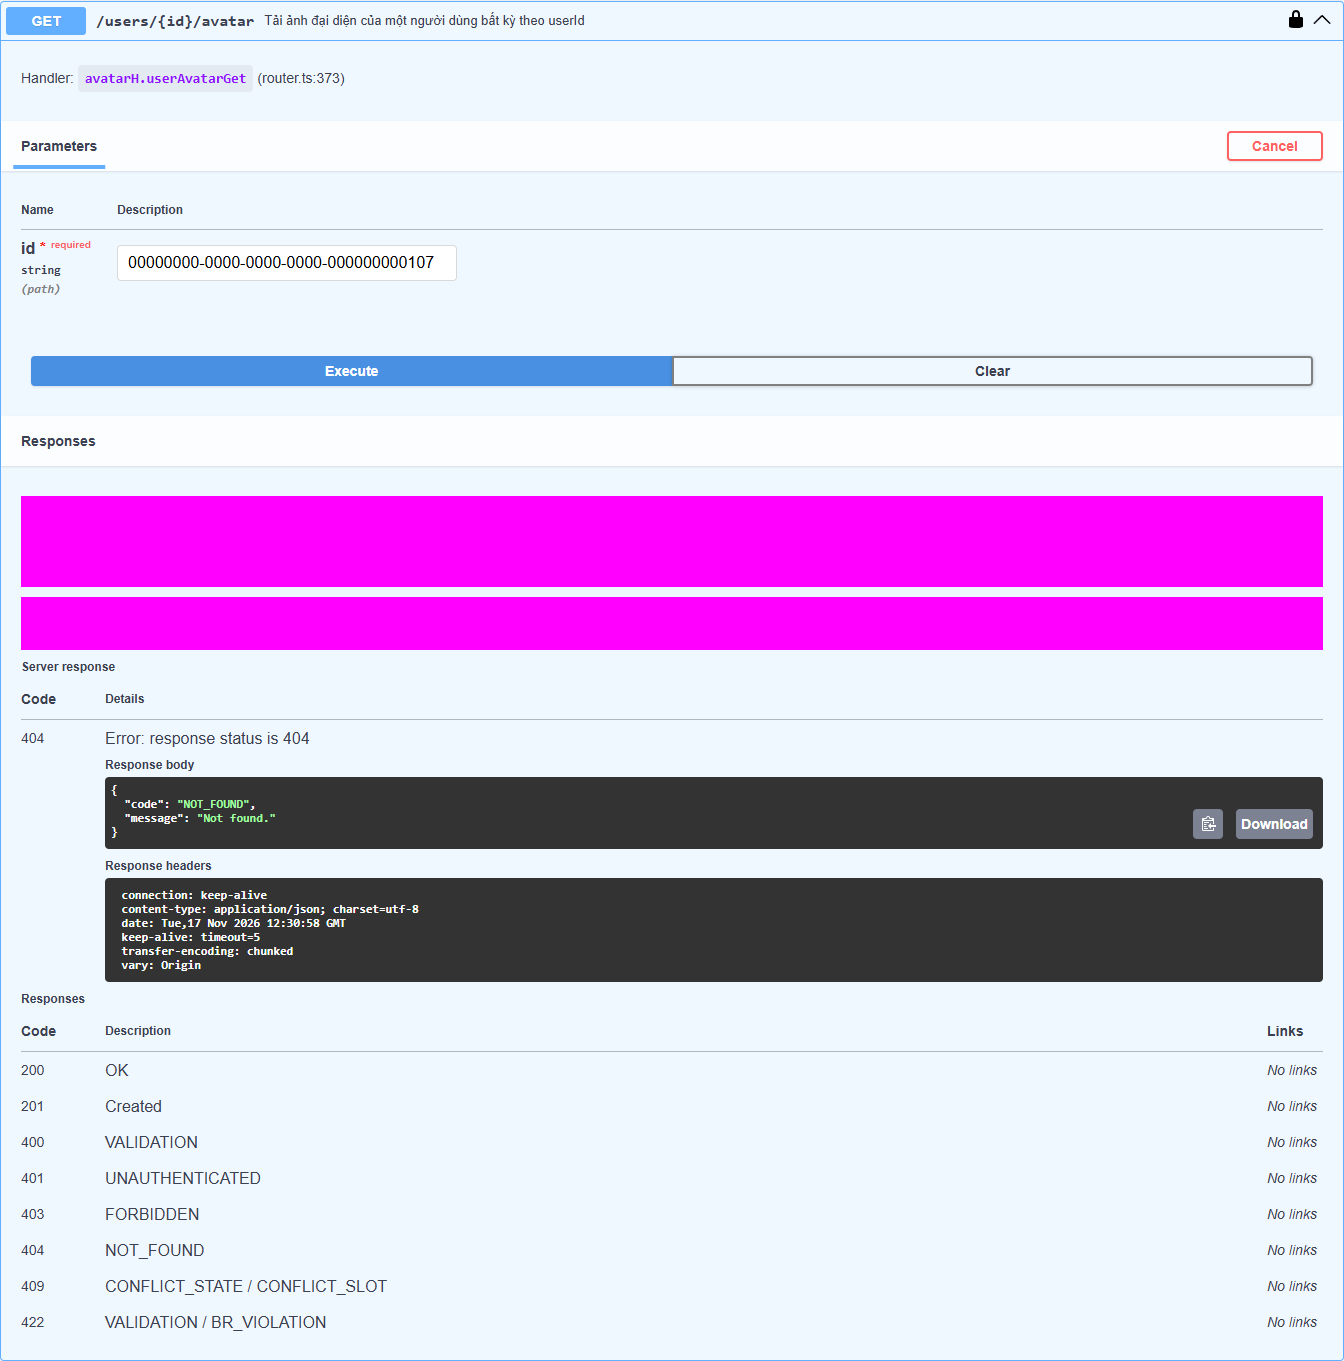 GET /users/{id}/avatar Tải ảnh đại diện của một người dùng bất kỳ theo userId
Handler: avatarH.userAvatarGet (router.ts:373)
Parameters Cancel
Name Description
id * required
string
(path)
00000000-0000-0000-0000-000000000107
Execute Clear
Responses
Server response
Code Details
404 Error: response status is 404
Response body
{
"code": "NOT_FOUND",
"message": "Not found."
}
Download
Response headers
connection: keep-alive
content-type: application/json; charset=utf-8
date: Tue,17 Nov 2026 12:30:58 GMT
keep-alive: timeout=5
transfer-encoding: chunked
vary: Origin
Responses
Code Description Links
200 OK No links
201 Created No links
400 VALIDATION No links
401 UNAUTHENTICATED No links
403 FORBIDDEN No links
404 NOT_FOUND No links
409 CONFLICT_STATE / CONFLICT_SLOT No links
422 VALIDATION / BR_VIOLATION No links